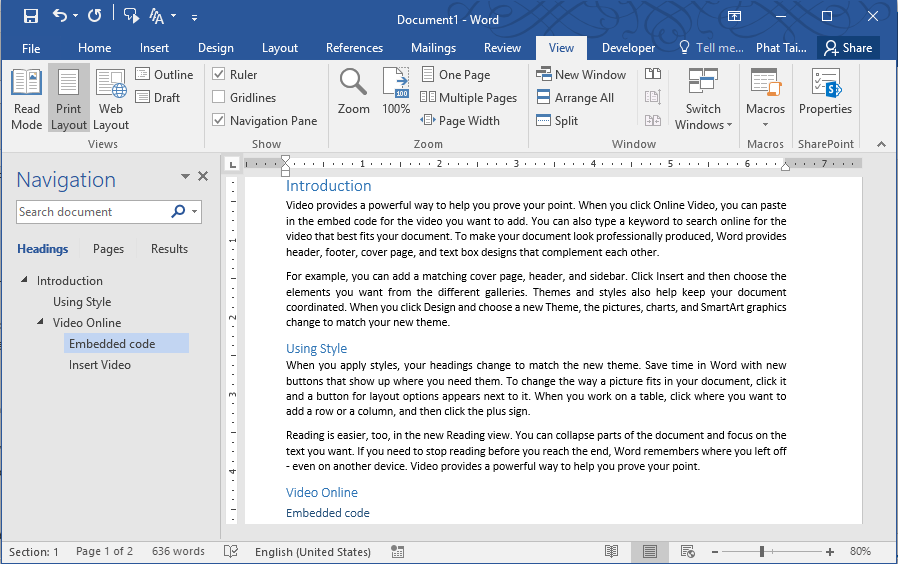 Document1 - Word
File Home Insert Design Layout References Mailings Review View Developer Tell me... Phat Tai... Share
Read Mode
Print Layout
Web Layout
Outline
Draft
Views
Ruler
Gridlines
Navigation Pane
Show
Zoom
100
100%
One Page
Multiple Pages
Page Width
Zoom
New Window
Arrange All
Split
Switch Windows
Window
Macros
Macros
Properties
SharePoint
Navigation
Search document
Headings Pages Results
Introduction
Using Style
Video Online
Embedded code
Insert Video
L
1 2 3 4 5 6 7
1
2
3
4
Introduction
Video provides a powerful way to help you prove your point. When you click Online Video, you can paste
in the embed code for the video you want to add. You can also type a keyword to search online for the
video that best fits your document. To make your document look professionally produced, Word provides
header, footer, cover page, and text box designs that complement each other.
For example, you can add a matching cover page, header, and sidebar. Click Insert and then choose the
elements you want from the different galleries. Themes and styles also help keep your document
coordinated. When you click Design and choose a new Theme, the pictures, charts, and SmartArt graphics
change to match your new theme.
Using Style
When you apply styles, your headings change to match the new theme. Save time in Word with new
buttons that show up where you need them. To change the way a picture fits in your document, click it
and a button for layout options appears next to it. When you work on a table, click where you want to
add a row or a column, and then click the plus sign.
Reading is easier, too, in the new Reading view. You can collapse parts of the document and focus on the
text you want. If you need to stop reading before you reach the end, Word remembers where you left off
- even on another device. Video provides a powerful way to help you prove your point.
Video Online
Embedded code
Section: 1 Page 1 of 2 636 words English (United States) 80%